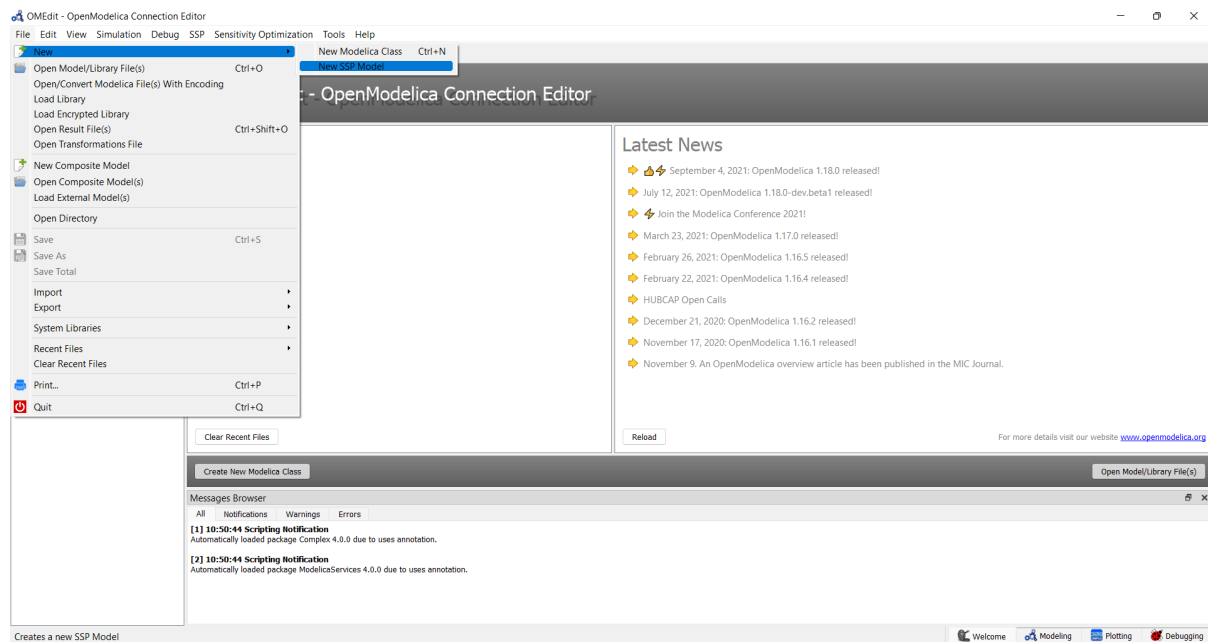 OMEdit - OpenModelica Connection Editor
File Edit View Simulation Debug SSP Sensitivity Optimization Tools Help
New
New Modelica Class Ctrl+N
New SSP Model
Open Model/Library File(s) Ctrl+O
Open/Convert Modelica File(s) With Encoding
Load Library
Load Encrypted Library
Open Result File(s) Ctrl+Shift+O
Open Transformations File
New Composite Model
Open Composite Model(s)
Load External Model(s)
Open Directory
Save Ctrl+S
Save As
Save Total
Import
Export
System Libraries
Recent Files
Clear Recent Files
Print... Ctrl+P
Quit Ctrl+Q
- OpenModelica Connection Editor
Latest News
September 4, 2021: OpenModelica 1.18.0 released!
July 12, 2021: OpenModelica 1.18.0-dev.beta1 released!
Join the Modelica Conference 2021!
March 23, 2021: OpenModelica 1.17.0 released!
February 26, 2021: OpenModelica 1.16.5 released!
February 22, 2021: OpenModelica 1.16.4 released!
HUBCAP Open Calls
December 21, 2020: OpenModelica 1.16.2 released!
November 17, 2020: OpenModelica 1.16.1 released!
November 9. An OpenModelica overview article has been published in the MIC Journal.
Clear Recent Files
Reload
For more details visit our website www.openmodelica.org
Create New Modelica Class
Open Model/Library File(s)
Messages Browser
All Notifications Warnings Errors
[1] 10:50:44 Scripting Notification
Automatically loaded package Complex 4.0.0 due to uses annotation.
[2] 10:50:44 Scripting Notification
Automatically loaded package ModelicaServices 4.0.0 due to uses annotation.
Creates a new SSP Model
Welcome Modeling Plotting Debugging